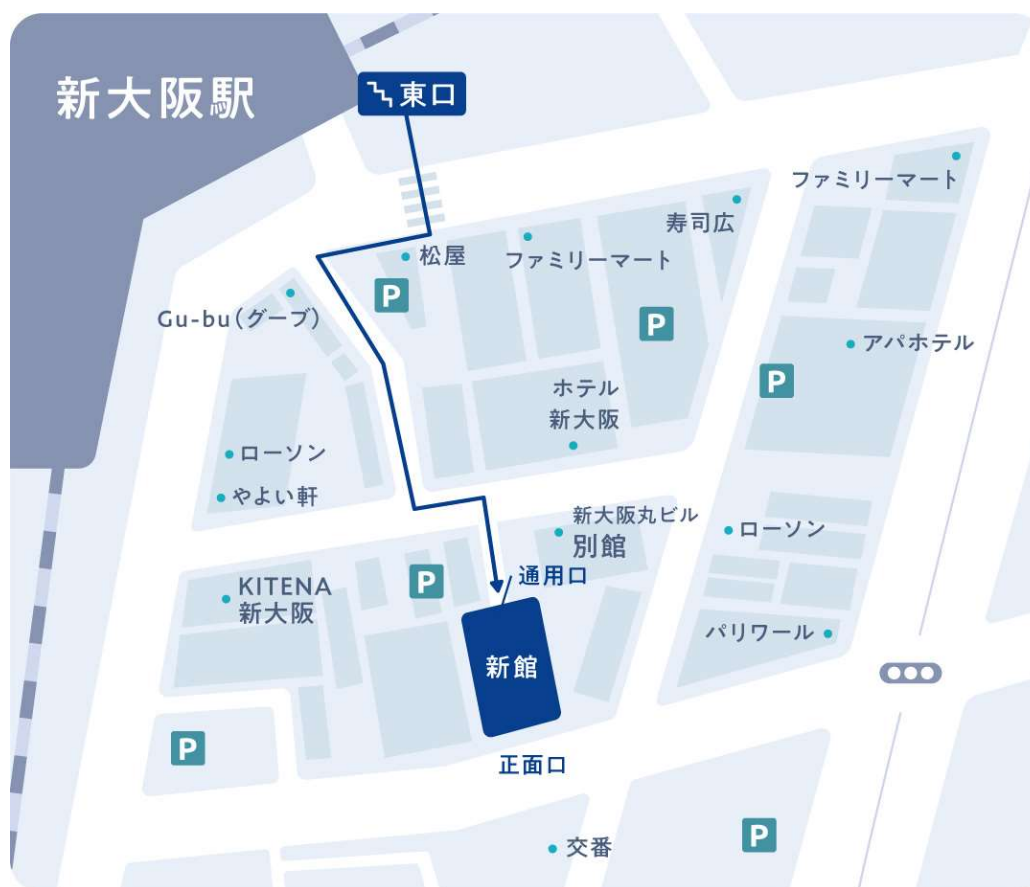 新大阪駅
東口
ファミリーマート
寿司広
松屋
ファミリーマート
P
Gu-bu（グーブ）
P
アパホテル
P
ホテル
新大阪
ローソン
やよい軒
新大阪丸ビル
別館
ローソン
通用口
P
KITENA
新大阪
パリワール
新館
P
正面口
P
交番